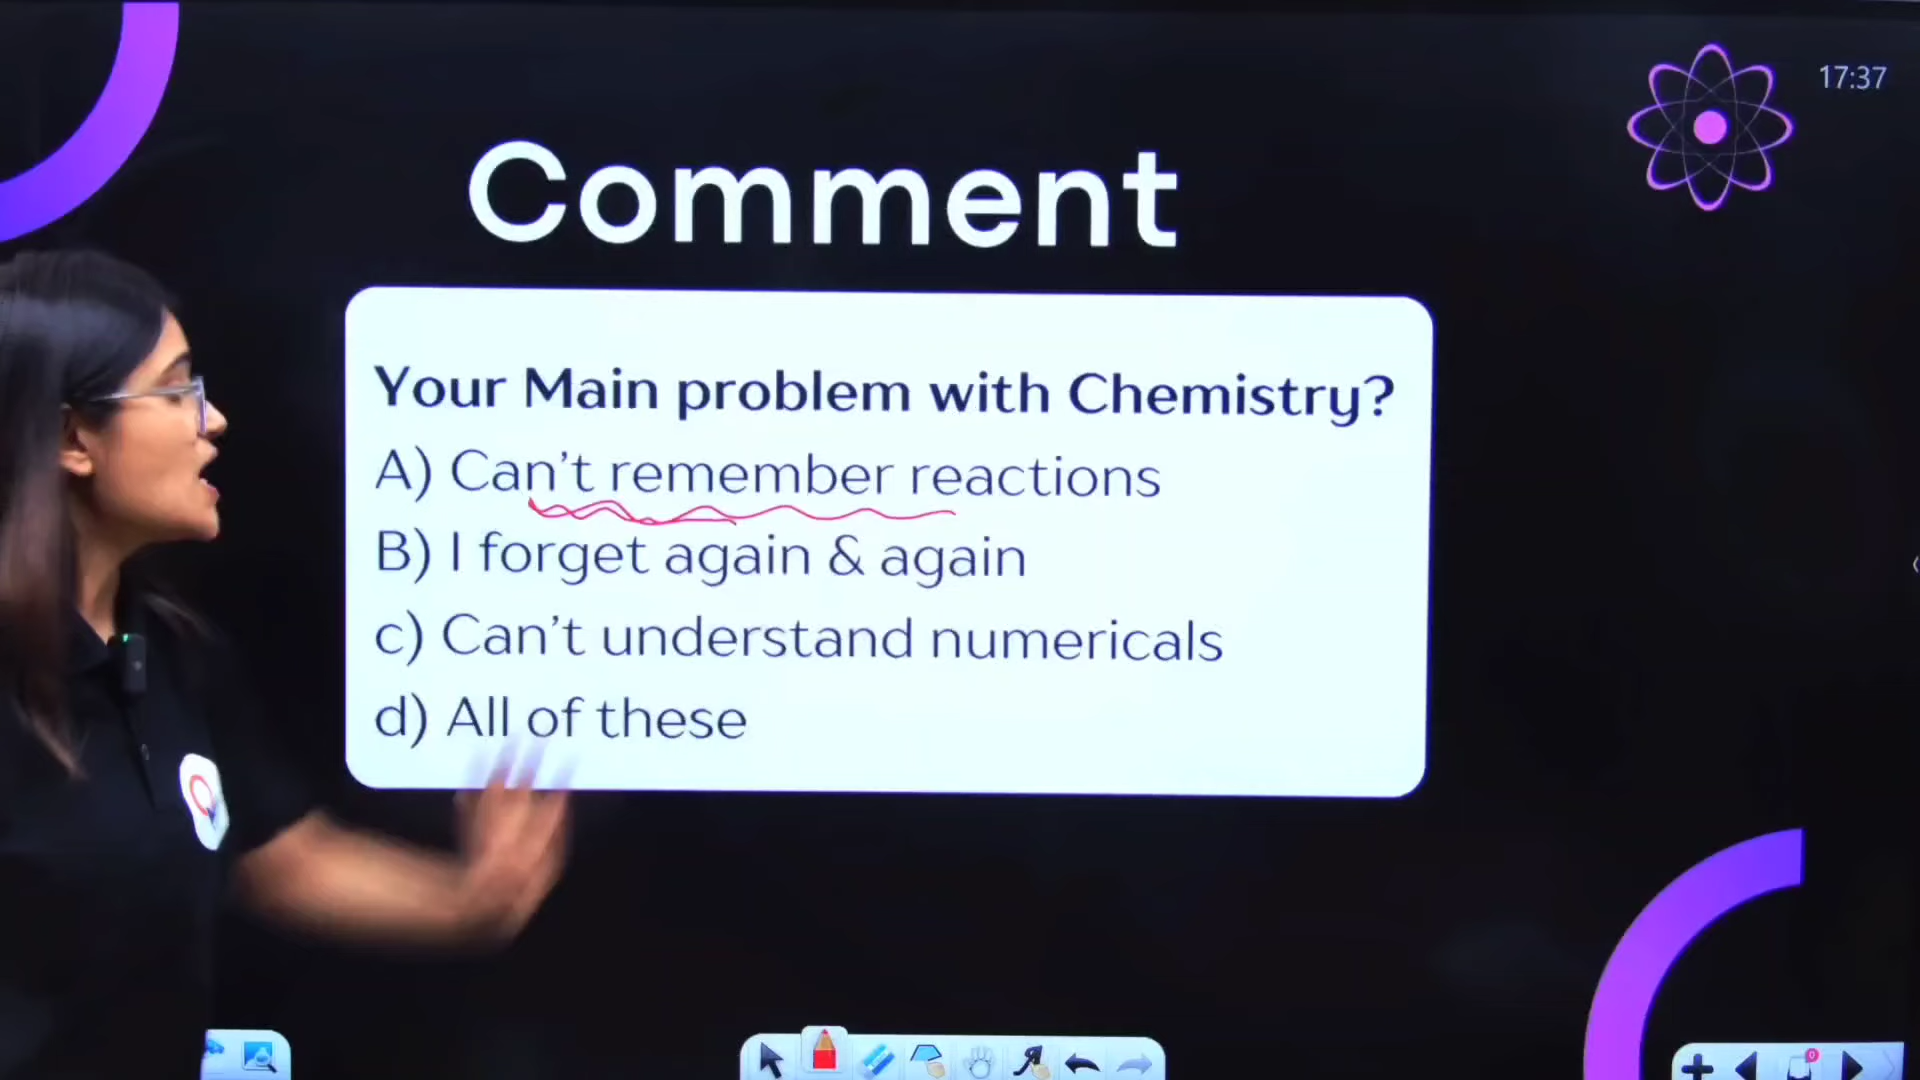 17:37
Comment
Your Main problem with Chemistry?
A) Can't remember reactions
B) I forget again & again
c) Can't understand numericals
d) All of these
0